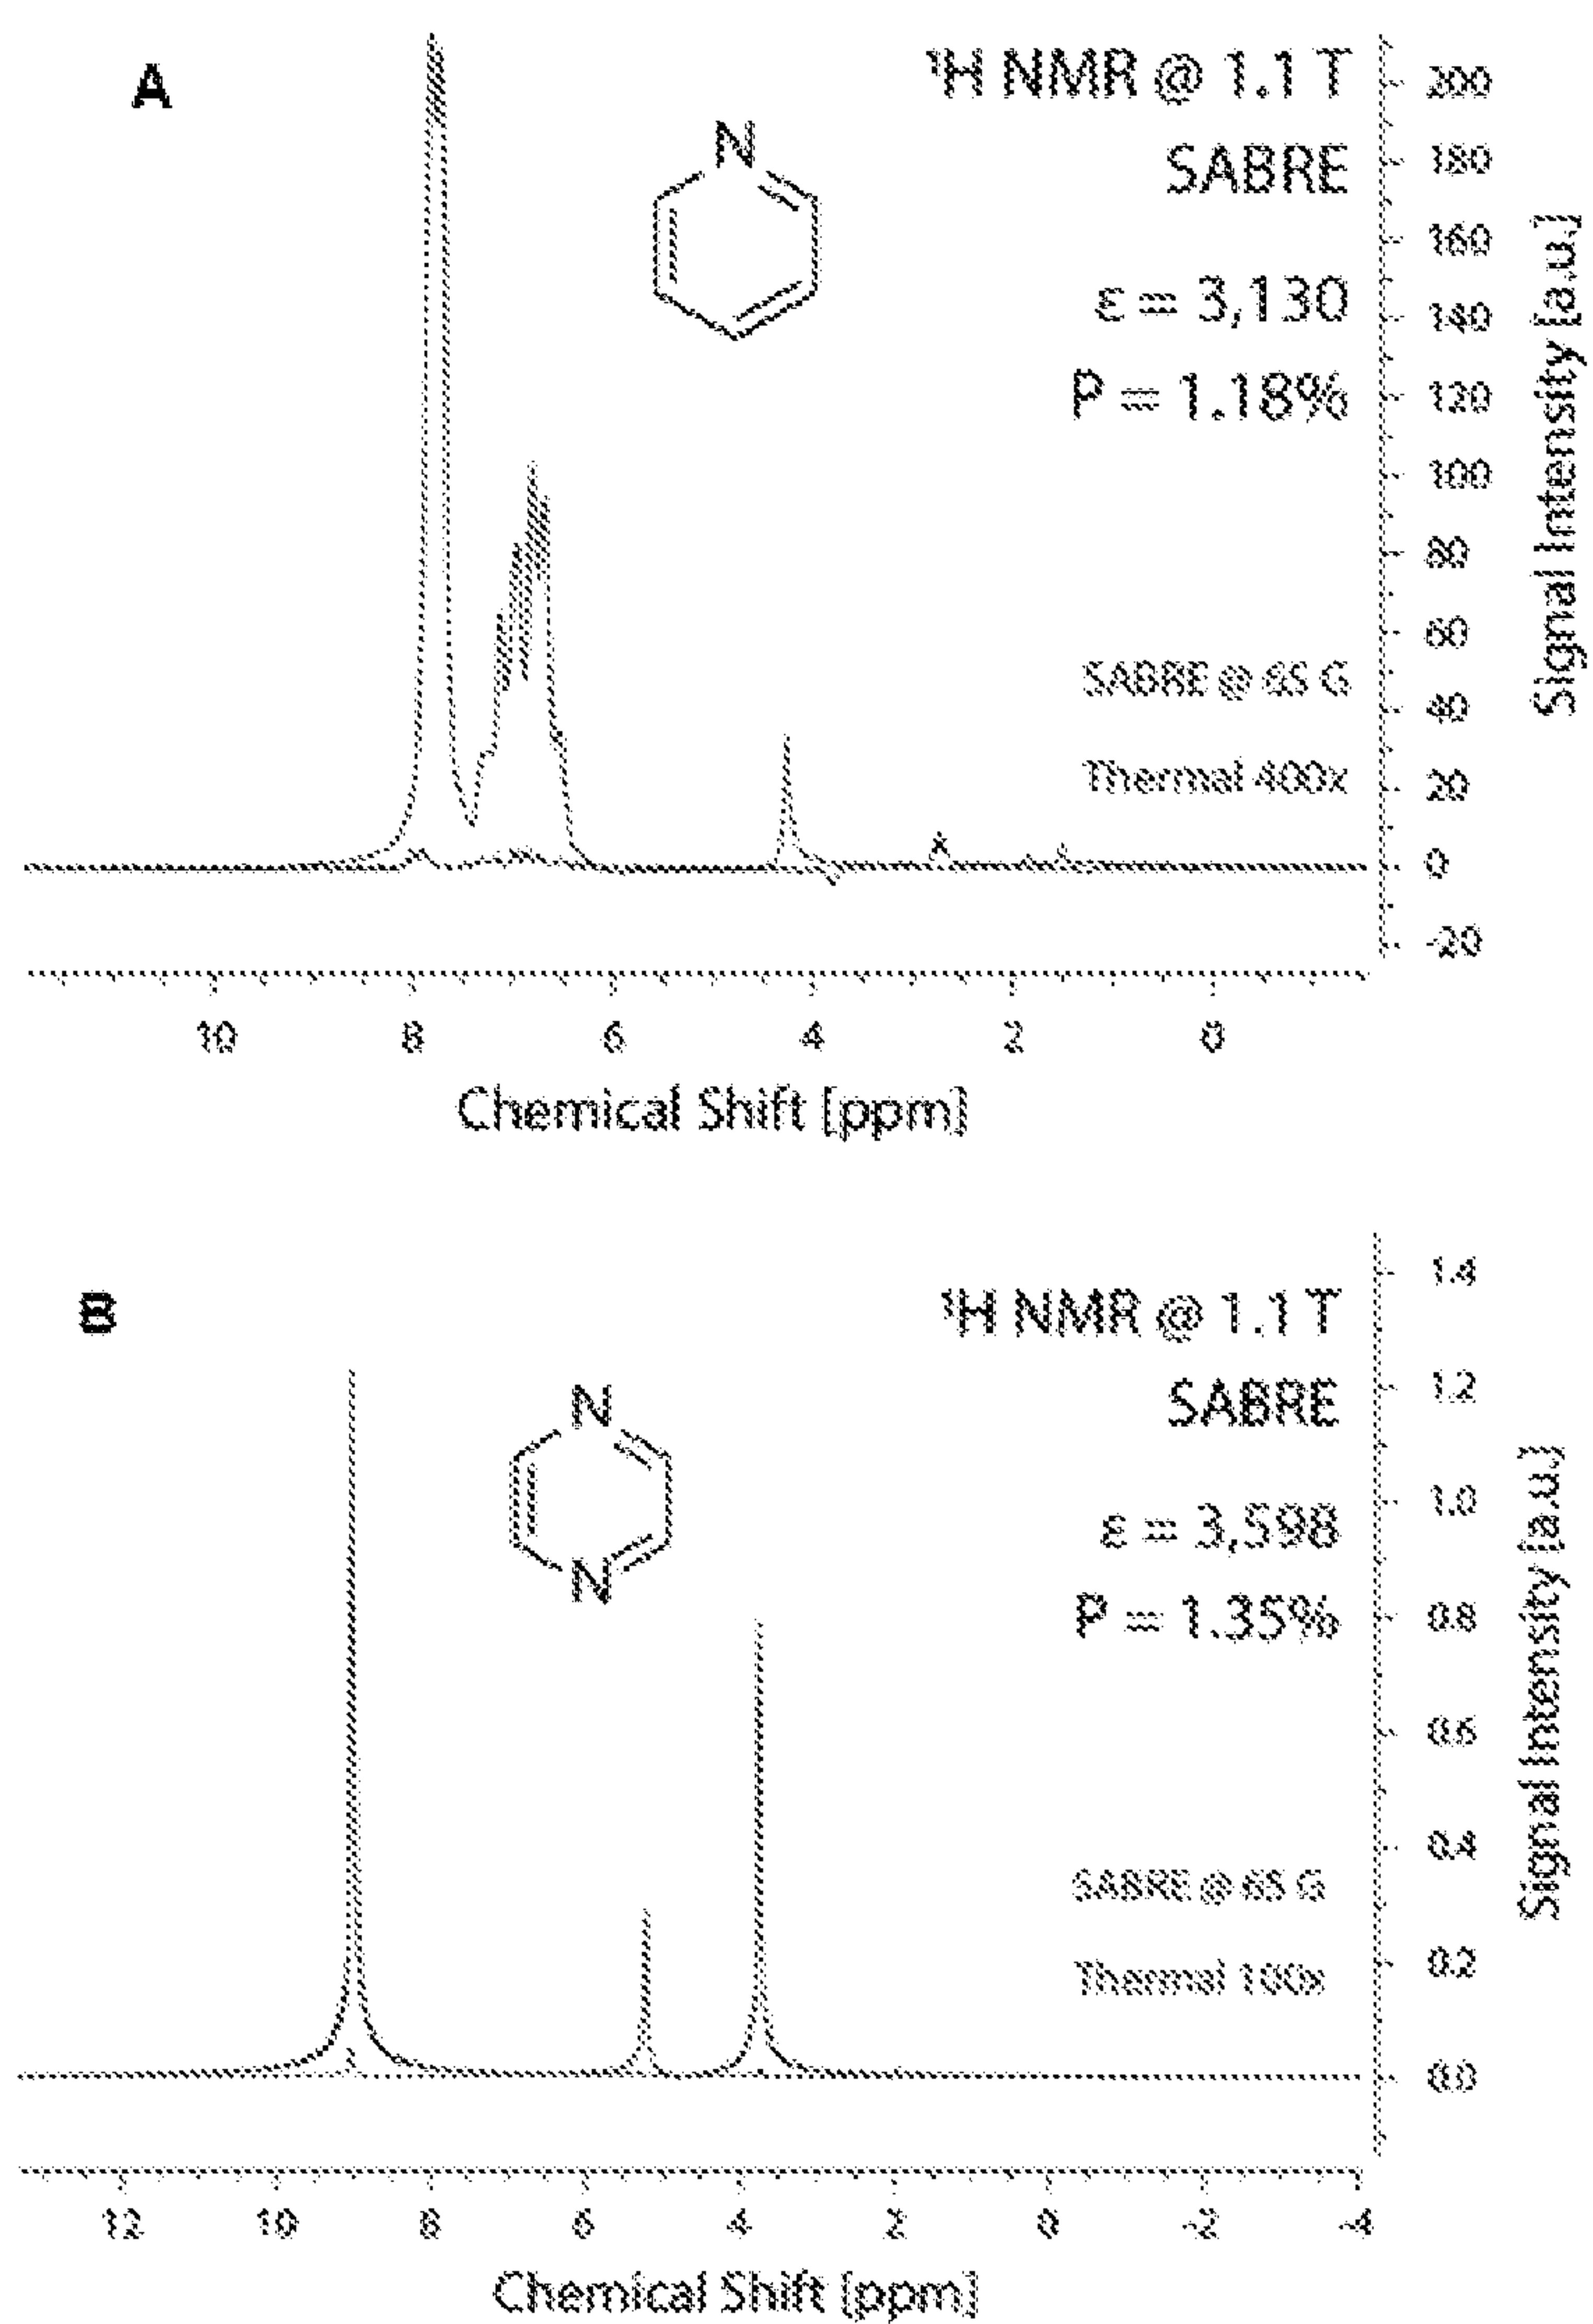 A
¹H NMR @ 1.1 T
SABRE
ε = 3,130
P = 1.18%
N
SABRE @ 65 G
Thermal 400x
200
180
160
140
120
100
80
60
40
20
0
-20
Signal Intensity [a.u.]
10 8 6 4 2 0
Chemical Shift [ppm]
B
¹H NMR @ 1.1 T
SABRE
ε = 3,598
P = 1.35%
N
N
SABRE @ 65 G
Thermal 100x
1.4
1.2
1.0
0.8
0.6
0.4
0.2
0.0
Signal Intensity [a.u.]
12 10 8 6 4 2 0 -2 -4
Chemical Shift [ppm]